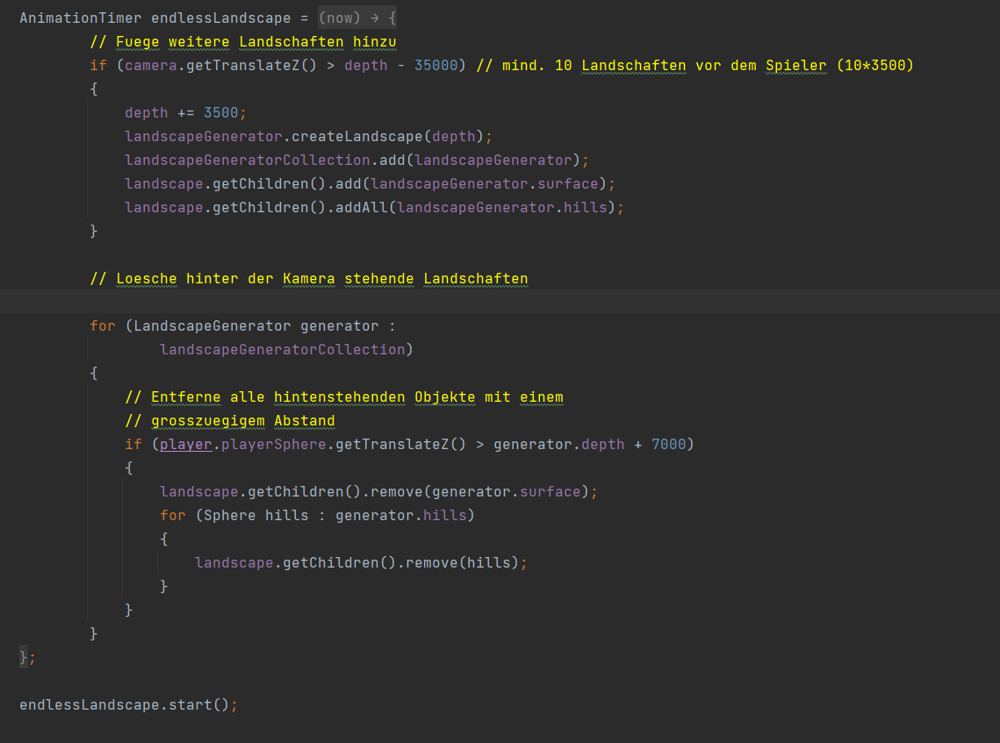 AnimationTimer endlessLandscape = (now) → {
// Fuege weitere Landschaften hinzu
if (camera.getTranslateZ() > depth - 35000) // mind. 10 Landschaften vor dem Spieler (10*3500)
{
depth += 3500;
landscapeGenerator.createLandscape(depth);
landscapeGeneratorCollection.add(landscapeGenerator);
landscape.getChildren().add(landscapeGenerator.surface);
landscape.getChildren().addAll(landscapeGenerator.hills);
}
// Loesche hinter der Kamera stehende Landschaften
for (LandscapeGenerator generator :
landscapeGeneratorCollection)
{
// Entferne alle hintenstehenden Objekte mit einem
// grosszuegigem Abstand
if (player.playerSphere.getTranslateZ() > generator.depth + 7000)
{
landscape.getChildren().remove(generator.surface);
for (Sphere hills : generator.hills)
{
landscape.getChildren().remove(hills);
}
}
}
};
endlessLandscape.start();